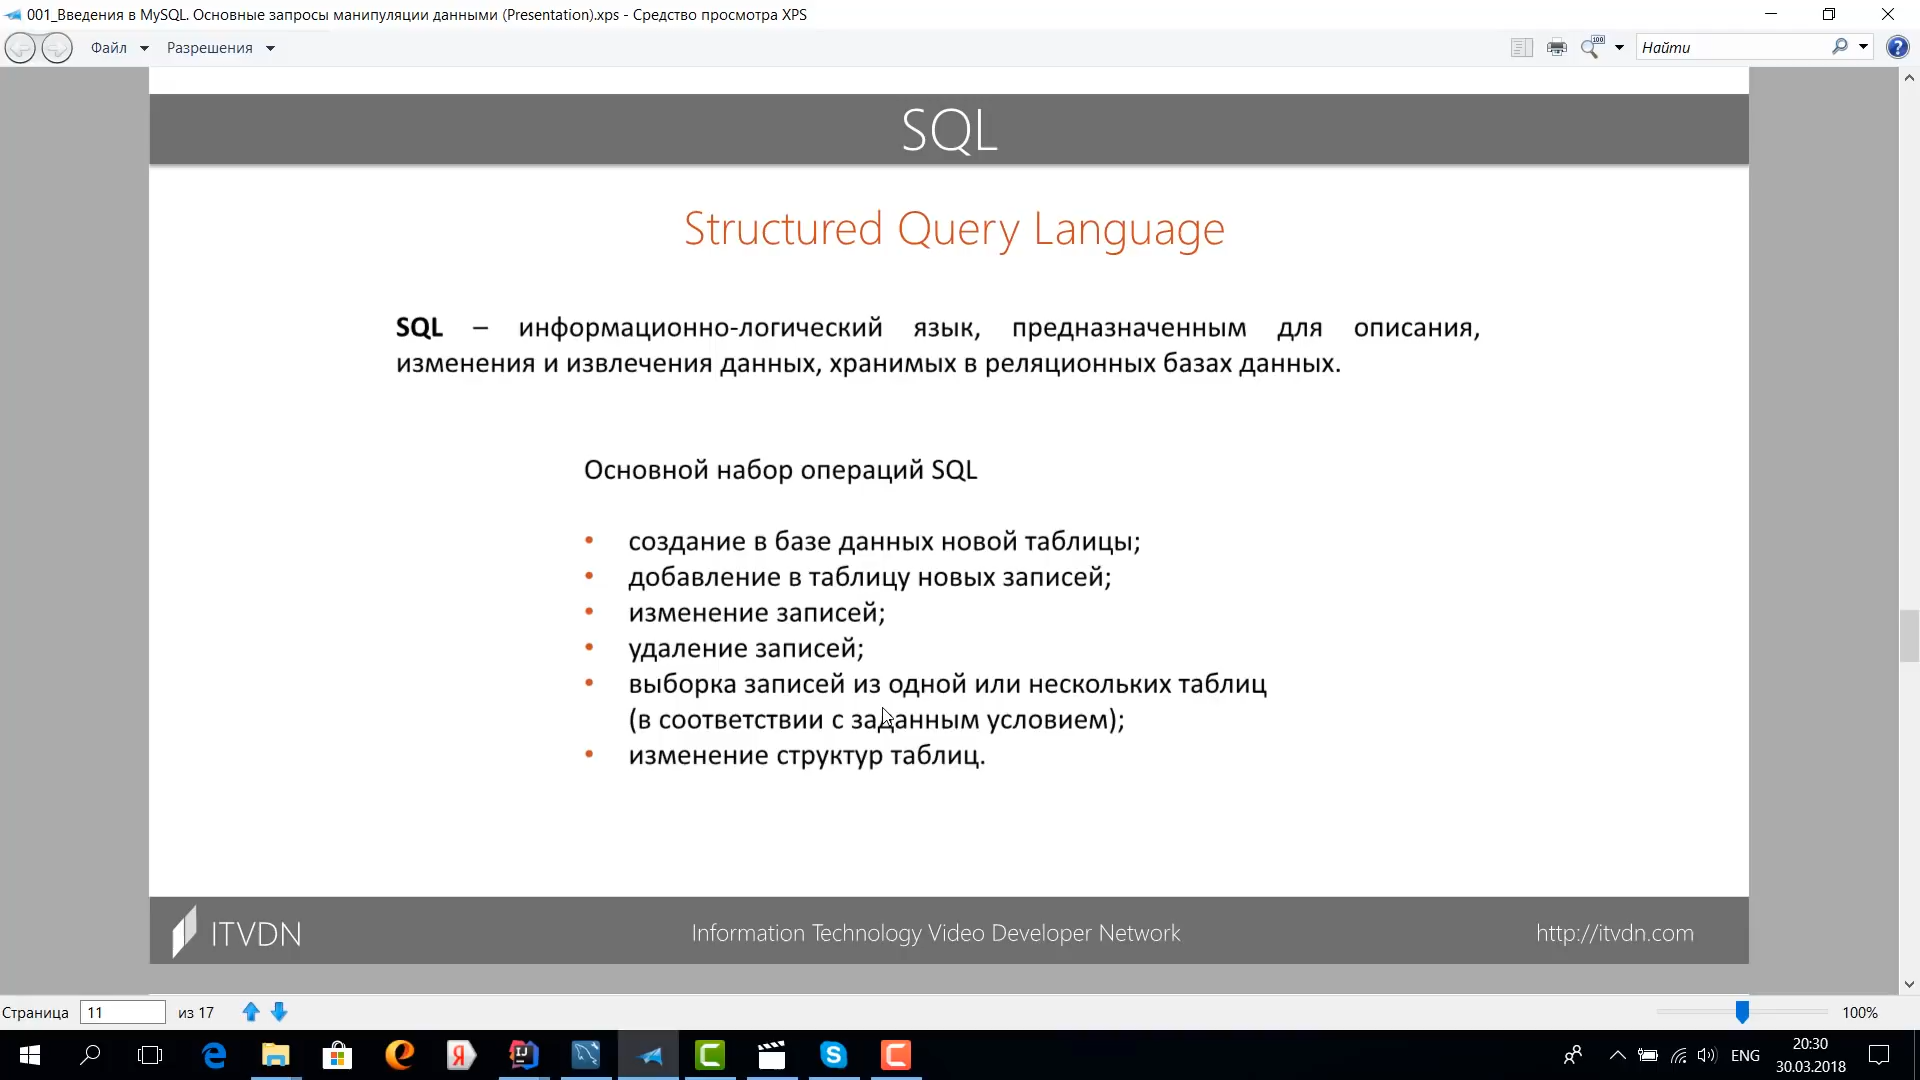 001_Введения в MySQL. Основные запросы манипуляции данными (Presentation).xps - Средство просмотра XPS
Файл Разрешения 100 Найти ?
SQL
Structured Query Language
SQL – информационно-логический язык, предназначенным для описания,
изменения и извлечения данных, хранимых в реляционных базах данных.
Основной набор операций SQL
• создание в базе данных новой таблицы;
• добавление в таблицу новых записей;
• изменение записей;
• удаление записей;
• выборка записей из одной или нескольких таблиц
(в соответствии с заданным условием);
• изменение структур таблиц.
ITVDN Information Technology Video Developer Network http://itvdn.com
Страница 11 из 17 100%
ENG 20:30
30.03.2018